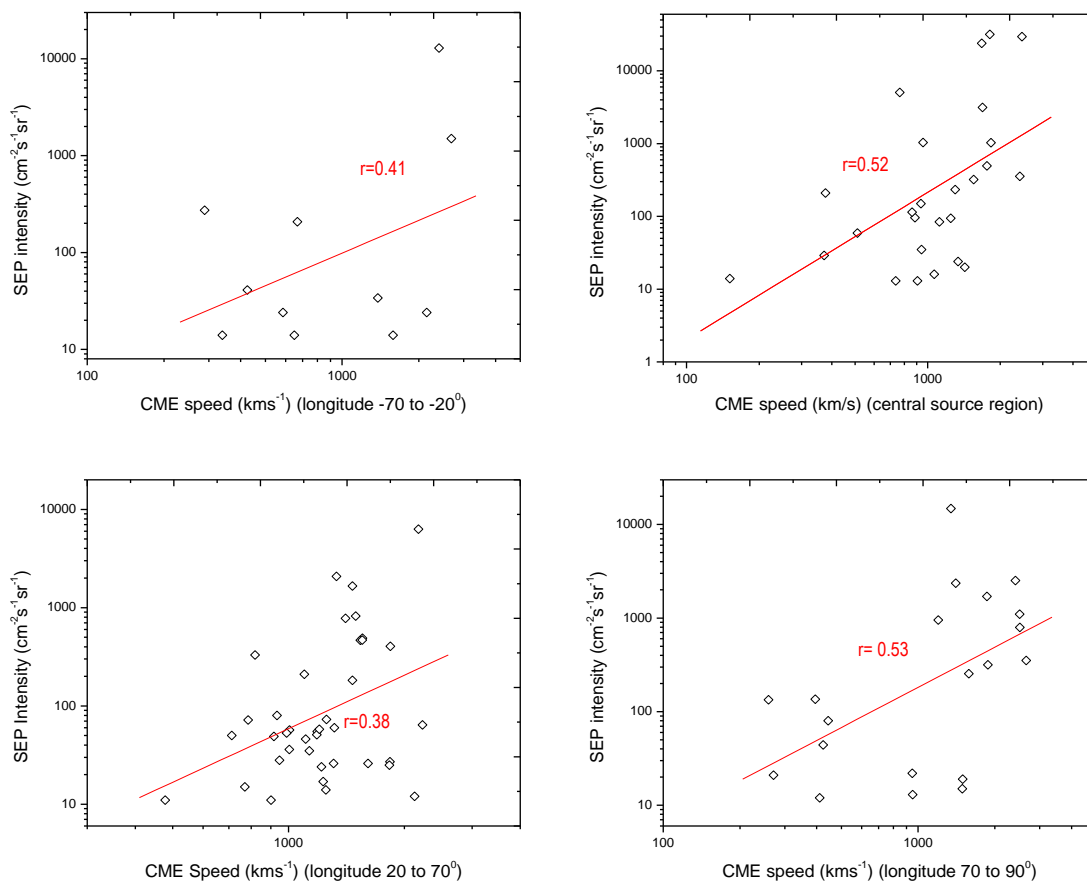 10000
1000
100
10
SEP intensity (cm⁻²s⁻¹sr⁻¹)
r=0.41
100
1000
CME speed (kms⁻¹) (longitude -70 to -20⁰)
10000
1000
100
10
1
SEP intensity (cm⁻²s⁻¹sr⁻¹)
r=0.52
100
1000
CME speed (km/s) (central source region)
10000
1000
100
10
SEP Intensity (cm⁻²s⁻¹sr⁻¹)
r=0.38
1000
CME Speed (kms⁻¹) (longitude 20 to 70⁰)
10000
1000
100
10
SEP intensity (cm⁻²s⁻¹sr⁻¹)
r= 0.53
100
1000
CME speed (kms⁻¹) (longitude 70 to 90⁰)